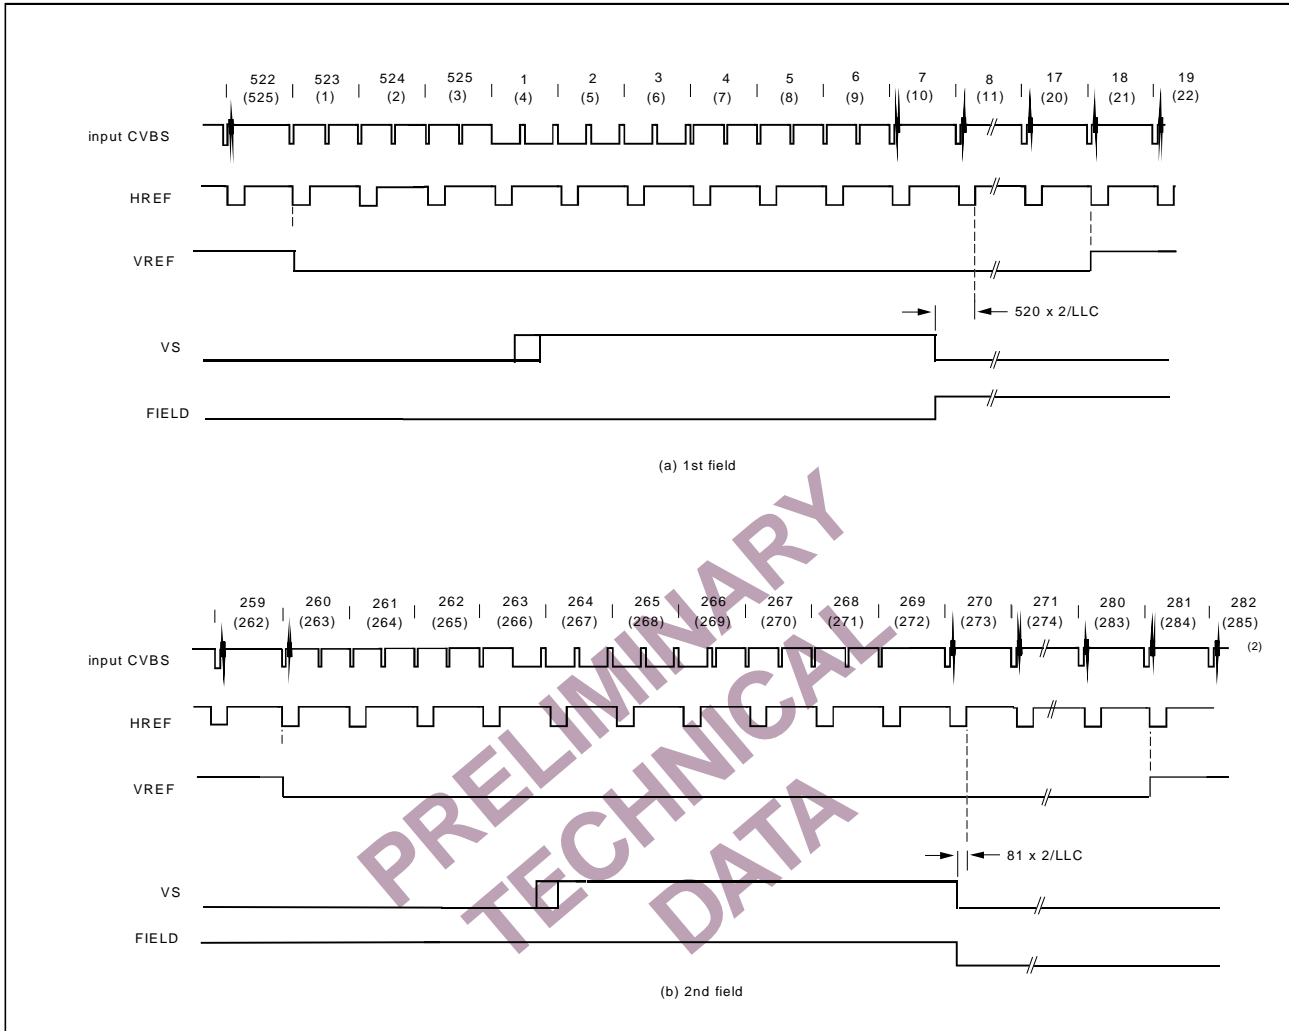 522 523 524 525 1 2 3 4 5 6 7 8 17 18 19
(525) (1) (2) (3) (4) (5) (6) (7) (8) (9) (10) (11) (20) (21) (22)
input CVBS
HREF
VREF
520 x 2/LLC
VS
FIELD
(a) 1st field
PRELIMINARY
TECHNICAL
DATA
259 260 261 262 263 264 265 266 267 268 269 270 271 280 281 282
(262) (263) (264) (265) (266) (267) (268) (269) (270) (271) (272) (273) (274) (283) (284) (285)
input CVBS
(2)
HREF
VREF
81 x 2/LLC
VS
FIELD
(b) 2nd field